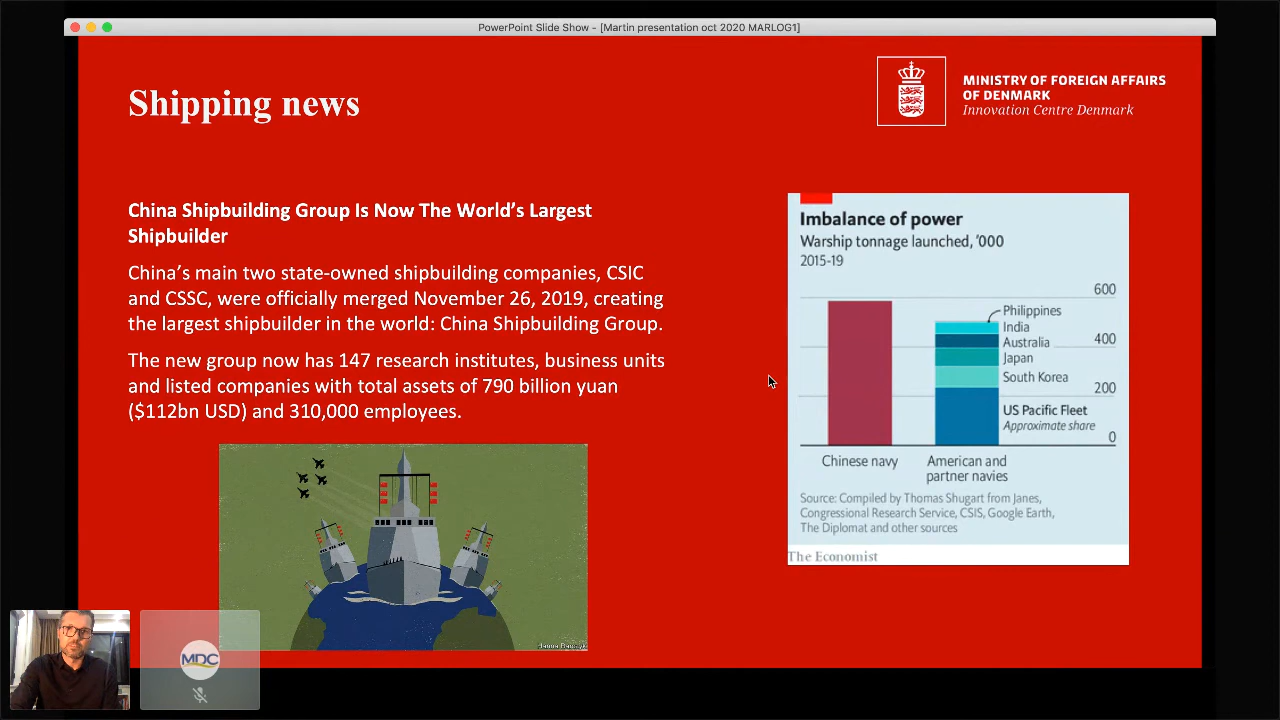 PowerPoint Slide Show - [Martin presentation oct 2020 MARLOG1]
Shipping news
MINISTRY OF FOREIGN AFFAIRS
OF DENMARK
Innovation Centre Denmark
China Shipbuilding Group Is Now The World's Largest
Shipbuilder
China's main two state-owned shipbuilding companies, CSIC
and CSSC, were officially merged November 26, 2019, creating
the largest shipbuilder in the world: China Shipbuilding Group.
The new group now has 147 research institutes, business units
and listed companies with total assets of 790 billion yuan
($112bn USD) and 310,000 employees.
Imbalance of power
Warship tonnage launched, '000
2015-19
600
Philippines
India
Australia
400
Japan
South Korea
200
US Pacific Fleet
Approximate share
0
Chinese navy
American and
partner navies
Source: Compiled by Thomas Shugart from Janes,
Congressional Research Service, CSIS, Google Earth,
The Diplomat and other sources
The Economist
MDC